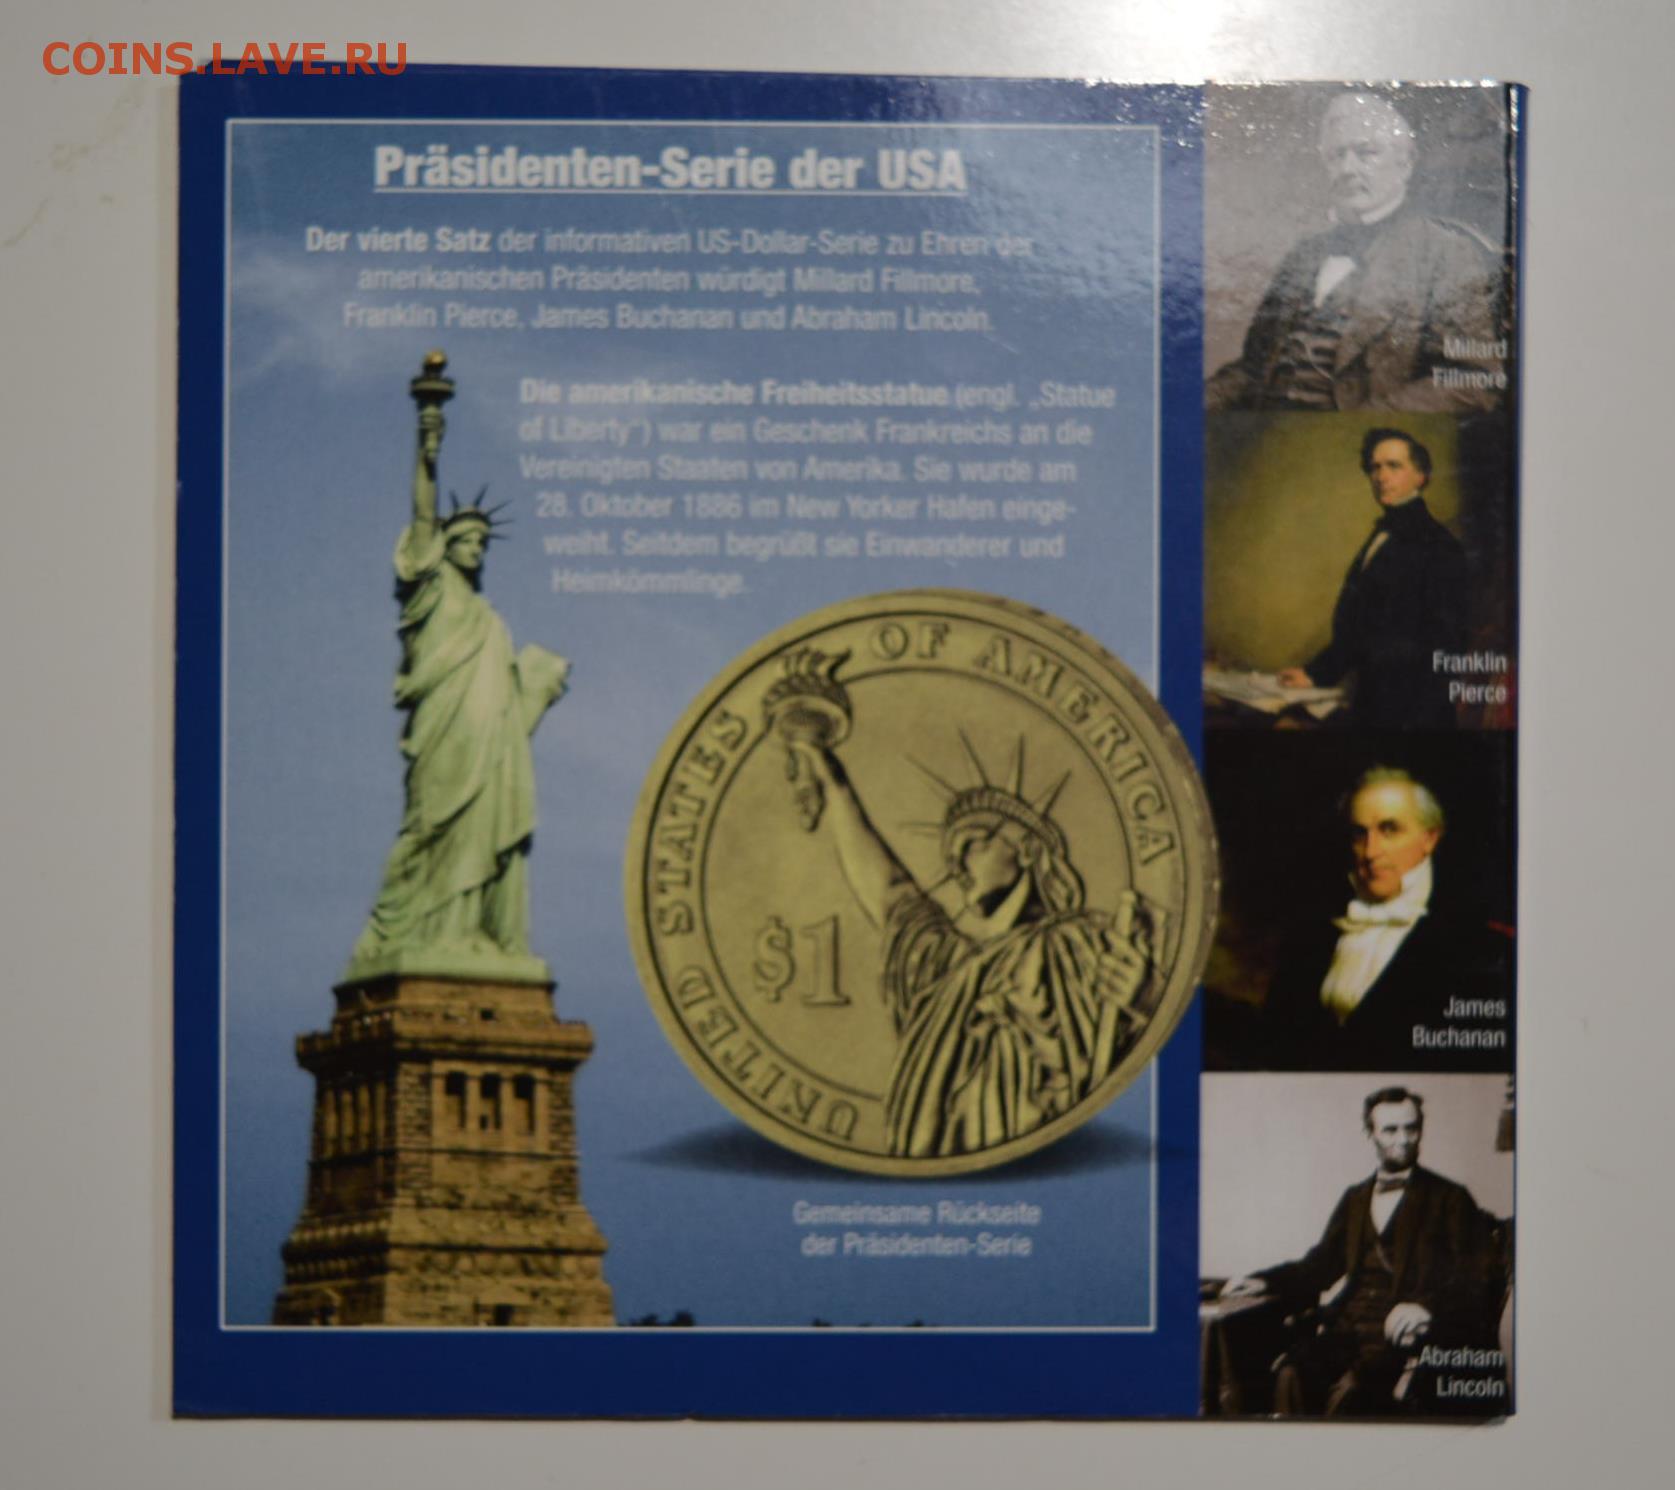 COINS.LAVE.RU
Präsidenten-Serie der USA
Der vierte Satz der informativen US-Dollar-Serie zu Ehren der
amerikanischen Präsidenten würdigt Millard Fillmore,
Franklin Pierce, James Buchanan und Abraham Lincoln.
Die amerikanische Freiheitsstatue (engl. „Statue
of Liberty“) war ein Geschenk Frankreichs an die
Vereinigten Staaten von Amerika. Sie wurde am
28. Oktober 1886 im New Yorker Hafen einge-
weiht. Seitdem begrüßt sie Einwanderer und
Heimkömmlinge.
UNITED STATES OF AMERICA
$1
Gemeinsame Rückseite
der Präsidenten-Serie
Millard
Fillmore
Franklin
Pierce
James
Buchanan
Abraham
Lincoln